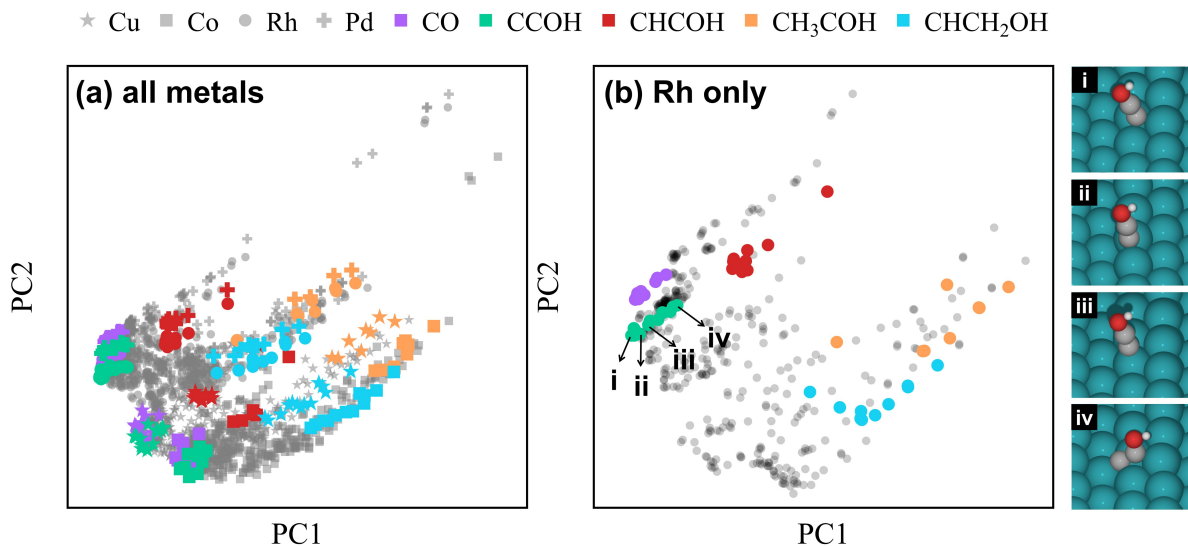 Cu Co Rh Pd CO CCOH CHCOH CH₃COH CHCH₂OH
(a) all metals
PC2
PC1
(b) Rh only
PC2
i
ii
iii
iv
PC1
i
ii
iii
iv